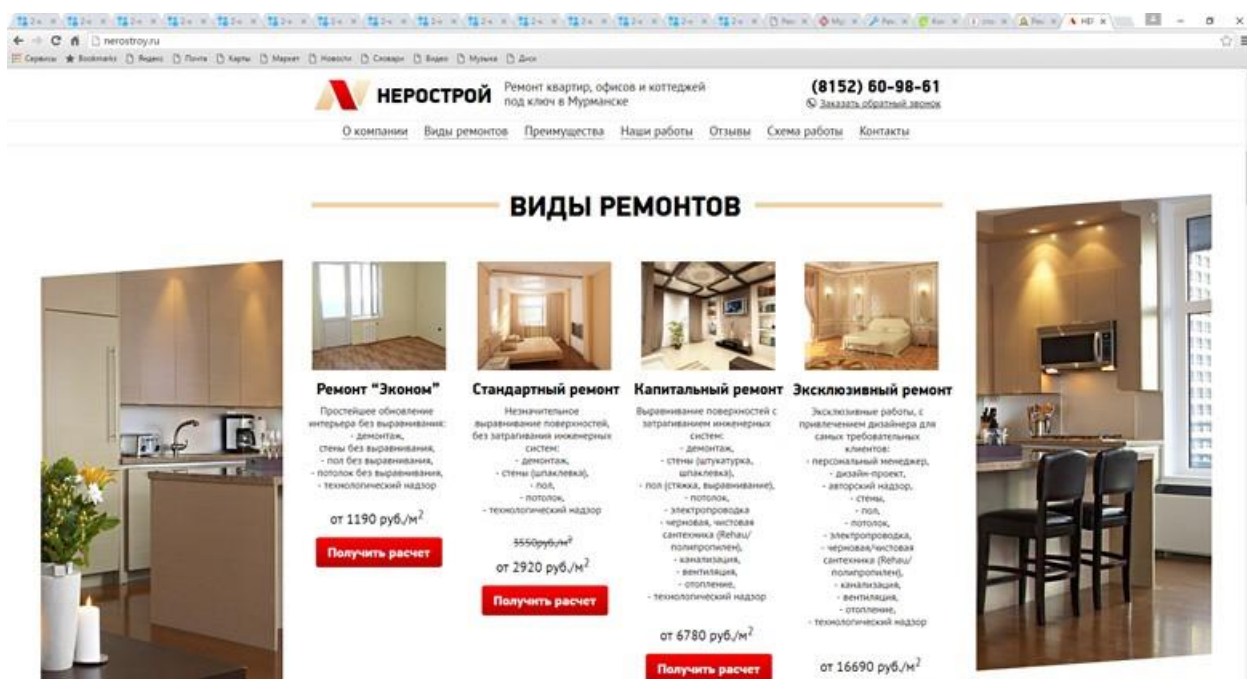 nerostroy.ru
Сервисы Bookmarks Яндекс Почта Карты Маркет Новости Словари Видео Музыка Диск
НЕРОСТРОЙ
Ремонт квартир, офисов и коттеджей
под ключ в Мурманске
(8152) 60-98-61
Заказать обратный звонок
О компании Виды ремонтов Преимущества Наши работы Отзывы Схема работы Контакты
ВИДЫ РЕМОНТОВ
Ремонт “Эконом”
Простейшее обновление
интерьера без выравнивания:
- демонтаж,
стены без выравнивания,
- пол без выравнивания,
- потолок без выравнивания,
- технологический надзор
от 1190 руб./м²
Получить расчет
Стандартный ремонт
Незначительное
выравнивание поверхностей,
без затрагивания инженерных
систем:
- демонтаж,
- стены (шпаклевка),
- пол,
- потолок,
- технологический надзор
3550руб./м²
от 2920 руб./м²
Получить расчет
Капитальный ремонт
Выравнивание поверхностей с
затрагиванием инженерных
систем:
- демонтаж,
- стены (штукатурка,
шпаклевка),
- пол (стяжка, выравнивание),
- потолок,
- электропроводка
- черновая, чистовая
сантехника (Rehau/
полипропилен),
- канализация,
- вентиляция,
- отопление,
- технологический надзор
от 6780 руб./м²
Получить расчет
Эксклюзивный ремонт
Эксклюзивные работы, с
привлечением дизайнера для
самых требовательных
клиентов:
- персональный менеджер,
- дизайн-проект,
- авторский надзор,
- стены,
- пол,
- потолок,
- электропроводка,
- черновая/чистовая
сантехника (Rehau/
полипропилен),
- канализация,
- вентиляция,
- отопление,
- технологический надзор
от 16690 руб./м²